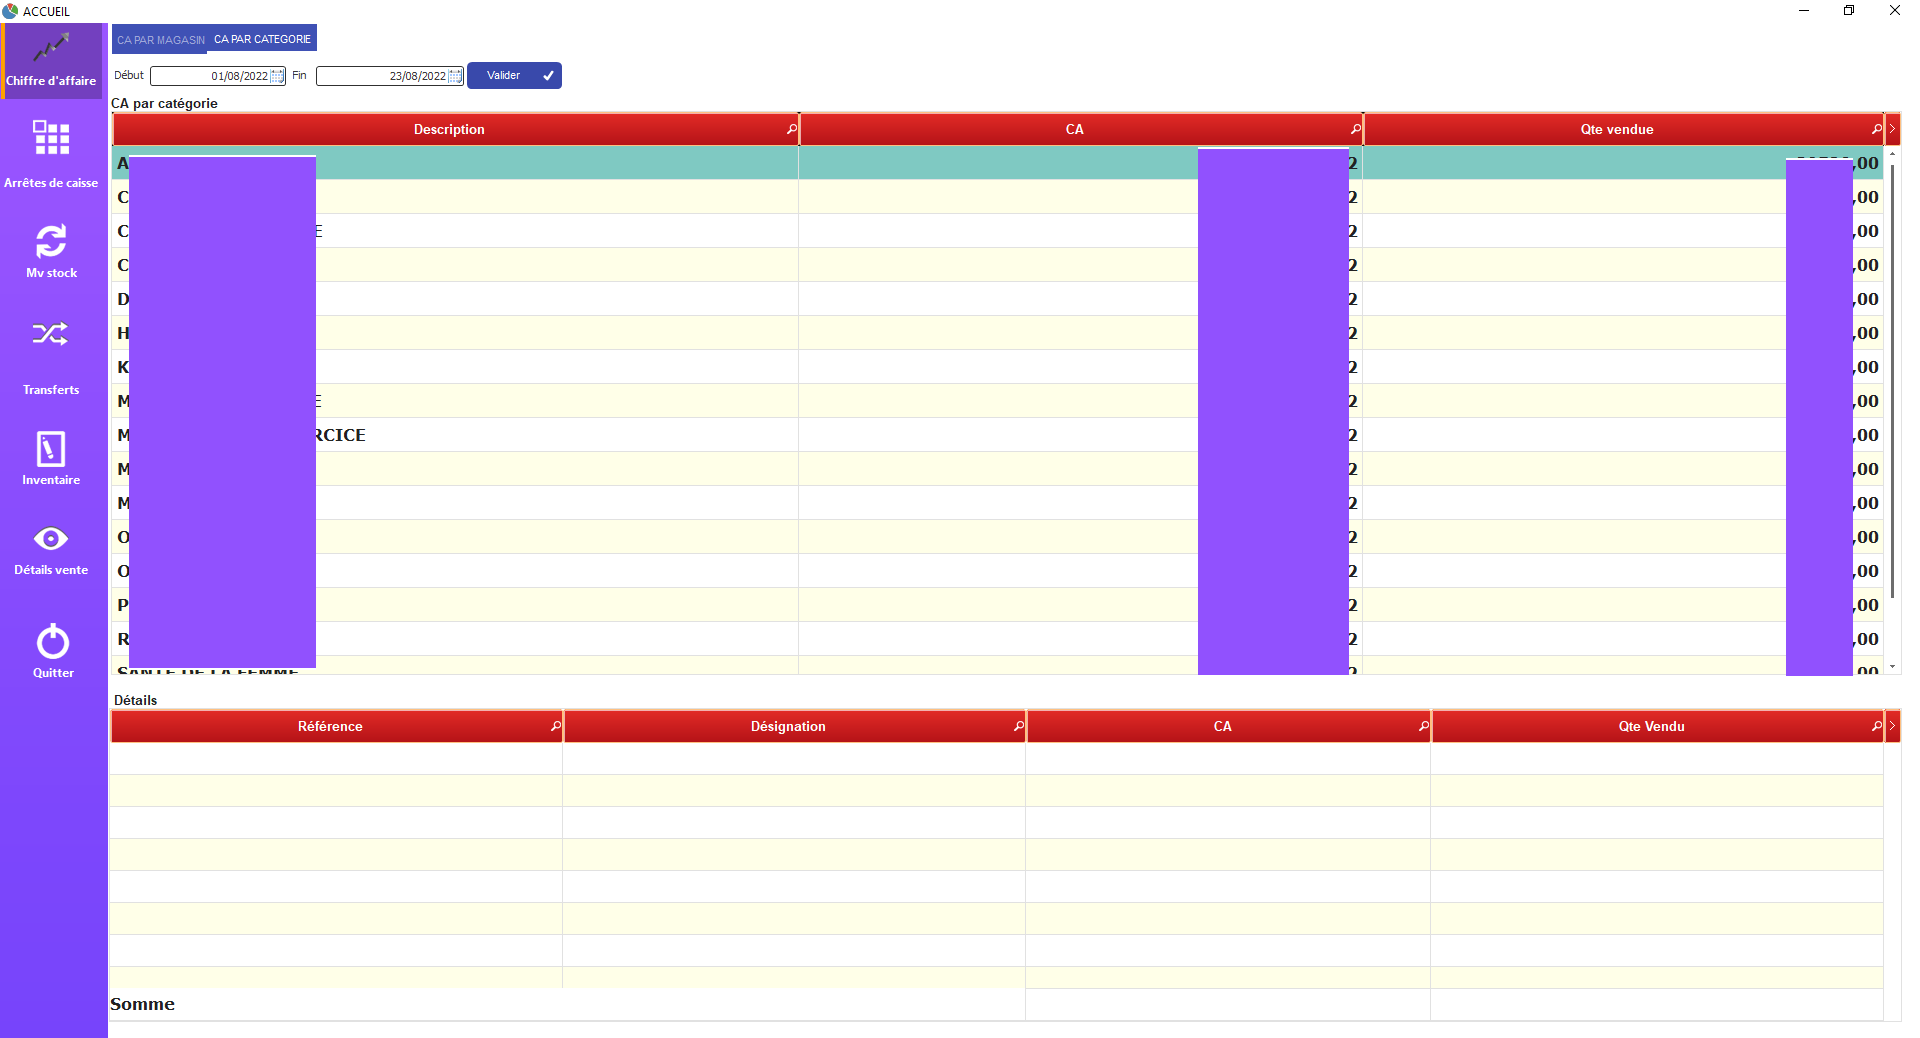 ACCUEIL
Chiffre d'affaire
Arrêtes de caisse
Mv stock
Transferts
Inventaire
Détails vente
Quitter
CA PAR MAGASIN CA PAR CATEGORIE
Début 01/08/2022 Fin 23/08/2022 Valider
CA par catégorie
Description CA Qte vendue
A 2 ,00
C 2 ,00
C E 2 ,00
C 2 ,00
D 2 ,00
H 2 ,00
K 2 ,00
M E 2 ,00
M RCICE 2 ,00
M 2 ,00
M 2 ,00
O 2 ,00
O 2 ,00
P 2 ,00
R 2 ,00
SANTE DE LA FEMME 2 ,00
Détails
Référence Désignation CA Qte Vendu
Somme